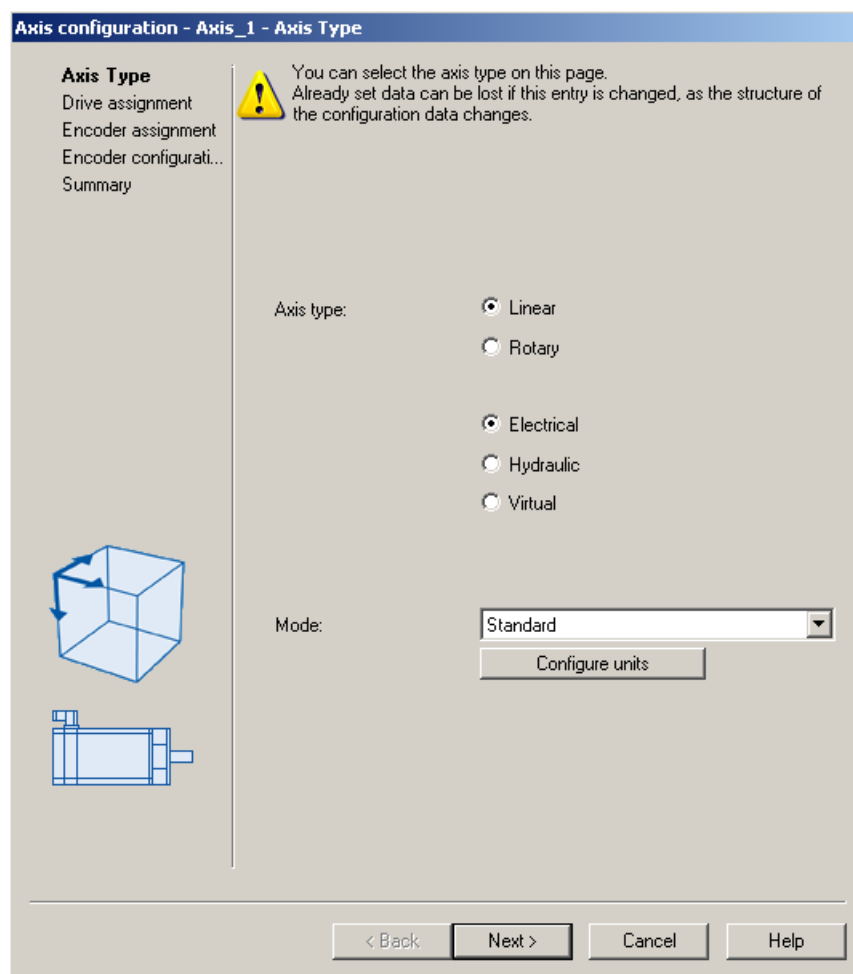 Axis configuration - Axis_1 - Axis Type
Axis Type
Drive assignment
Encoder assignment
Encoder configurati...
Summary
You can select the axis type on this page.
Already set data can be lost if this entry is changed, as the structure of
the configuration data changes.
Axis type:
Linear
Rotary
Electrical
Hydraulic
Virtual
Mode:
Standard
Configure units
< Back
Next >
Cancel
Help